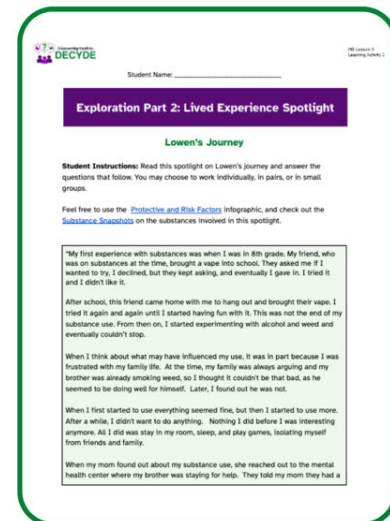 Empowering Youth to
DECYDE
MS Lesson 3
Learning Activity 2
Student Name: ______________________________
Exploration Part 2: Lived Experience Spotlight
Lowen's Journey
Student Instructions: Read this spotlight on Lowen's journey and answer the
questions that follow. You may choose to work individually, in pairs, or in small
groups.
Feel free to use the Protective and Risk Factors infographic, and check out the
Substance Snapshots on the substances involved in this spotlight.
"My first experience with substances was when I was in 8th grade. My friend, who
was on substances at the time, brought a vape into school. They asked me if I
wanted to try, I declined, but they kept asking, and eventually I gave in. I tried it
and I didn't like it.
After school, this friend came home with me to hang out and brought their vape. I
tried it again and again until I started having fun with it. This was not the end of my
substance use. From then on, I started experimenting with alcohol and weed and
eventually couldn't stop.
When I think about what may have influenced my use, it was in part because I was
frustrated with my family life. At the time, my family was always arguing and my
brother was already smoking weed, so I thought it couldn't be that bad, as he
seemed to be doing well for himself. Later, I found out he was not.
When I first started to use everything seemed fine, but then I started to use more.
After a while, I didn't want to do anything. Nothing I did before I was interesting
anymore. All I did was stay in my room, sleep, and play games, isolating myself
from friends and family.
When my mom found out about my substance use, she reached out to the mental
health center where my brother was staying for help. They told my mom they had a